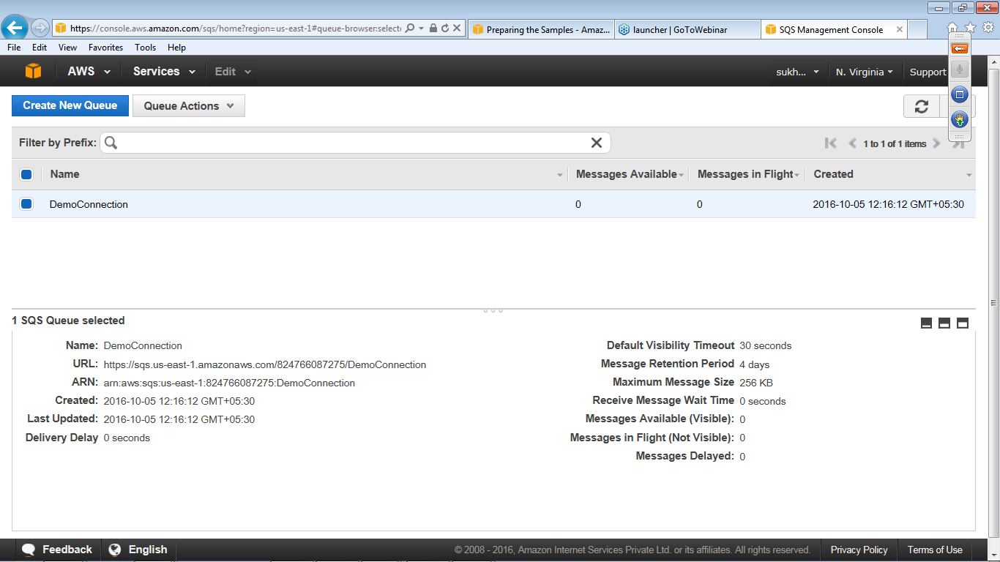 https://console.aws.amazon.com/sqs/home?region=us-east-1#queue-browser:selecte
Preparing the Samples - Amaz...
launcher | GoToWebinar
SQS Management Console
File Edit View Favorites Tools Help
AWS Services Edit sukh... N. Virginia Support
Create New Queue Queue Actions
Filter by Prefix: 1 to 1 of 1 items
Name Messages Available Messages in Flight Created
DemoConnection 0 0 2016-10-05 12:16:12 GMT+05:30
1 SQS Queue selected
Name: DemoConnection
URL: https://sqs.us-east-1.amazonaws.com/824766087275/DemoConnection
ARN: arn:aws:sqs:us-east-1:824766087275:DemoConnection
Created: 2016-10-05 12:16:12 GMT+05:30
Last Updated: 2016-10-05 12:16:12 GMT+05:30
Delivery Delay 0 seconds
Default Visibility Timeout 30 seconds
Message Retention Period 4 days
Maximum Message Size 256 KB
Receive Message Wait Time 0 seconds
Messages Available (Visible): 0
Messages in Flight (Not Visible): 0
Messages Delayed: 0
Feedback English © 2008 - 2016, Amazon Internet Services Private Ltd. or its affiliates. All rights reserved. Privacy Policy Terms of Use